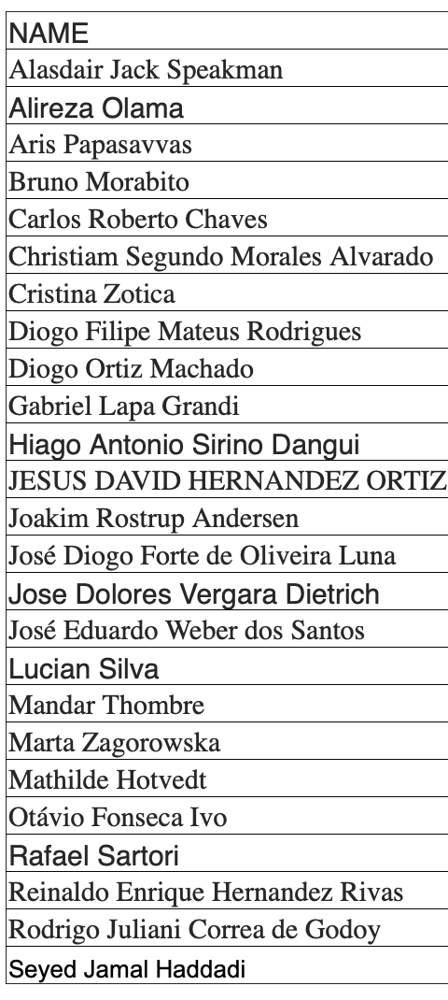 NAME
Alasdair Jack Speakman
Alireza Olama
Aris Papasavvas
Bruno Morabito
Carlos Roberto Chaves
Christiam Segundo Morales Alvarado
Cristina Zotica
Diogo Filipe Mateus Rodrigues
Diogo Ortiz Machado
Gabriel Lapa Grandi
Hiago Antonio Sirino Dangui
JESUS DAVID HERNANDEZ ORTIZ
Joakim Rostrup Andersen
José Diogo Forte de Oliveira Luna
Jose Dolores Vergara Dietrich
José Eduardo Weber dos Santos
Lucian Silva
Mandar Thombre
Marta Zagorowska
Mathilde Hotvedt
Otávio Fonseca Ivo
Rafael Sartori
Reinaldo Enrique Hernandez Rivas
Rodrigo Juliani Correa de Godoy
Seyed Jamal Haddadi